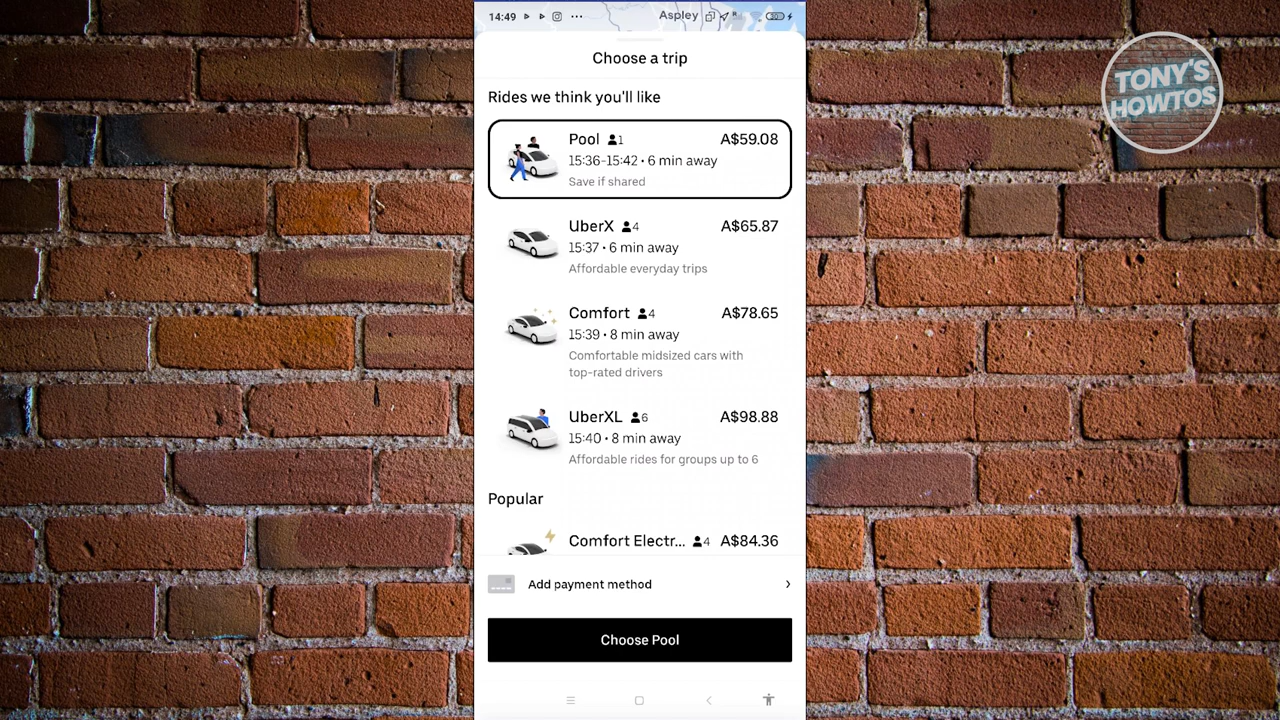 14:49
Aspley
Choose a trip
Rides we think you'll like
Pool 1 A$59.08
15:36-15:42 • 6 min away
Save if shared
UberX 4 A$65.87
15:37 • 6 min away
Affordable everyday trips
Comfort 4 A$78.65
15:39 • 8 min away
Comfortable midsized cars with
top-rated drivers
UberXL 6 A$98.88
15:40 • 8 min away
Affordable rides for groups up to 6
Popular
Comfort Electr... 4 A$84.36
Add payment method
Choose Pool
TONY'S
HOWTOS